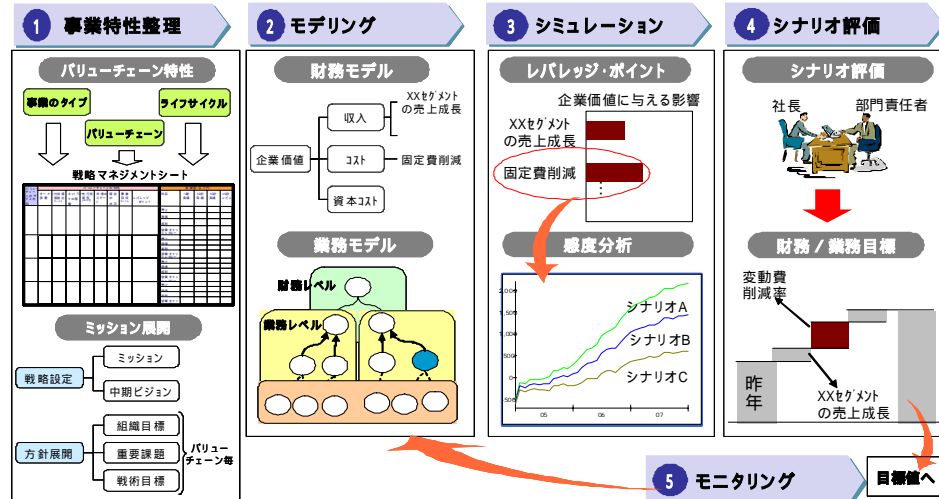 1 事業特性整理
バリューチェーン特性
事業のタイプ
ライフサイクル
バリューチェーン
戦略マネジメントシート
ミッション展開
戦略設定
ミッション
中期ビジョン
方針展開
組織目標
重要課題
戦術目標
バリュー
チェーン毎
2 モデリング
財務モデル
企業価値
収入
コスト
資本コスト
XXセグメント
の売上成長
固定費削減
業務モデル
財務レベル
業務レベル
3 シミュレーション
レバレッジ・ポイント
企業価値に与える影響
XXセグメント
の売上成長
固定費削減
⋮
感度分析
2,000
1,500
1,000
500
0
500
シナリオA
シナリオB
シナリオC
05 06 07
4 シナリオ評価
シナリオ評価
社長
部門責任者
財務 / 業務目標
変動費
削減率
昨
年
XXセグメント
の売上成長
5 モニタリング
目標値へ